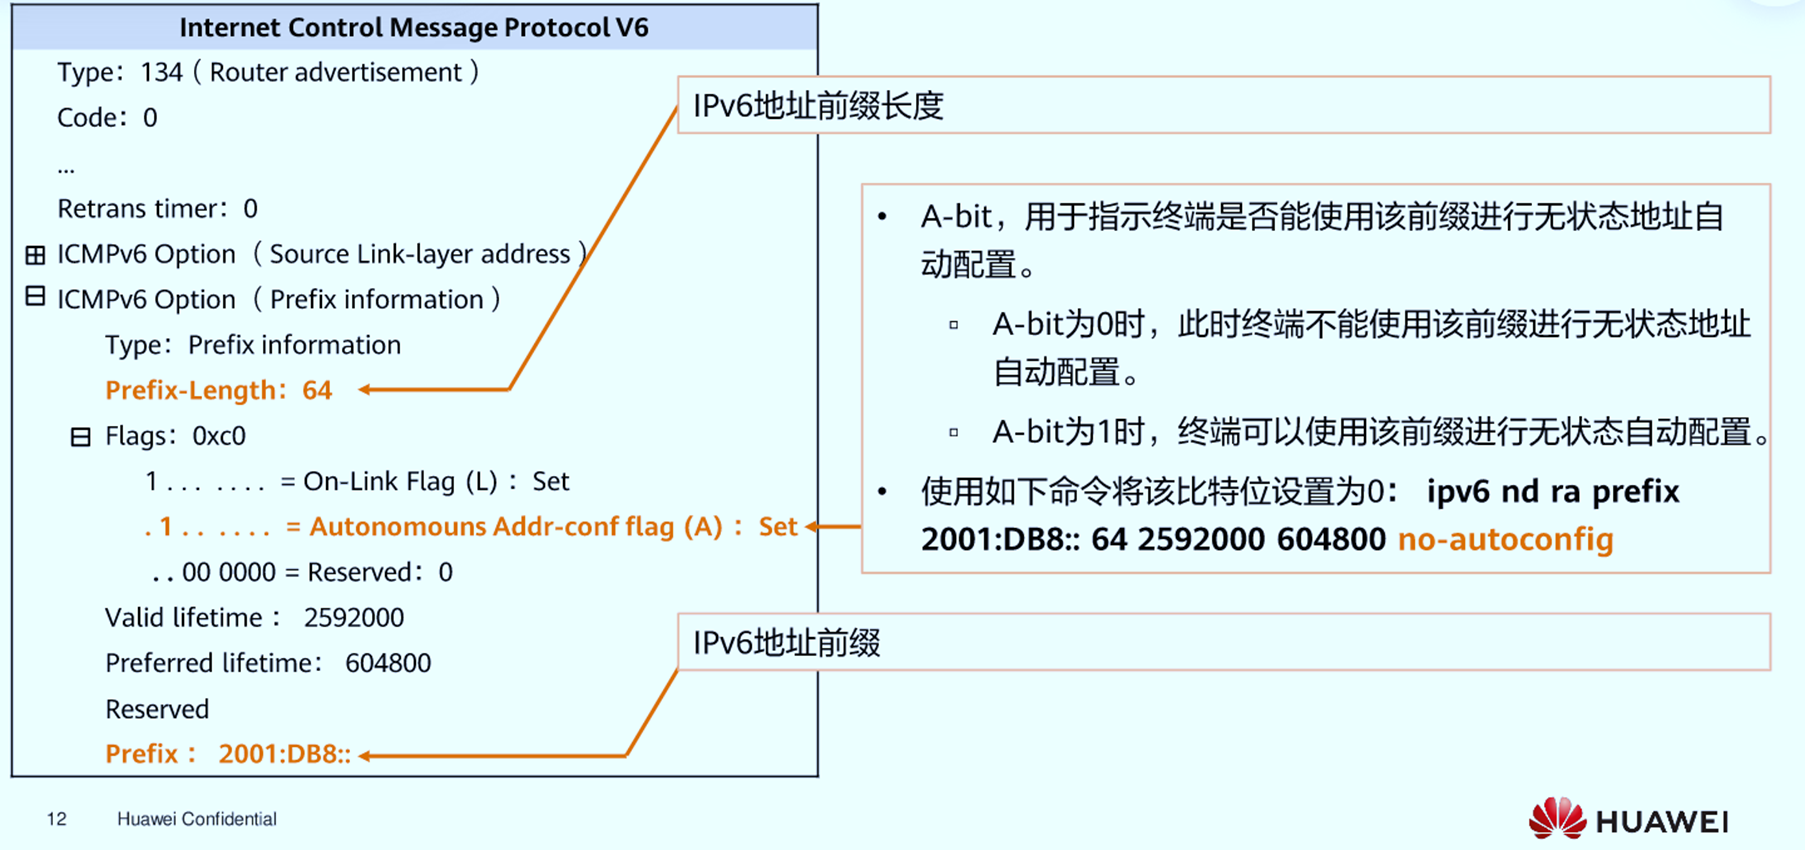 Internet Control Message Protocol V6
Type：134（Router advertisement）
Code：0
...
Retrans timer：0
ICMPv6 Option （Source Link-layer address）
ICMPv6 Option （Prefix information）
Type：Prefix information
Prefix-Length：64
Flags：0xc0
1 . . . . . . . = On-Link Flag (L)：Set
. 1 . . . . . . = Autonomouns Addr-conf flag (A)：Set
. . 00 0000 = Reserved：0
Valid lifetime： 2592000
Preferred lifetime： 604800
Reserved
Prefix： 2001:DB8::
IPv6地址前缀长度
• A-bit，用于指示终端是否能使用该前缀进行无状态地址自
动配置。
▫ A-bit为0时，此时终端不能使用该前缀进行无状态地址
自动配置。
▫ A-bit为1时，终端可以使用该前缀进行无状态自动配置。
• 使用如下命令将该比特位设置为0： ipv6 nd ra prefix
2001:DB8:: 64 2592000 604800 no-autoconfig
IPv6地址前缀
12 Huawei Confidential
HUAWEI